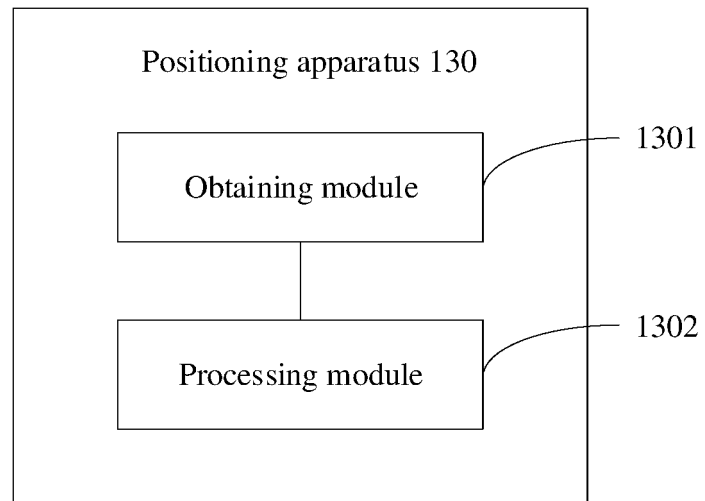 Positioning apparatus 130
1301
Obtaining module
1302
Processing module